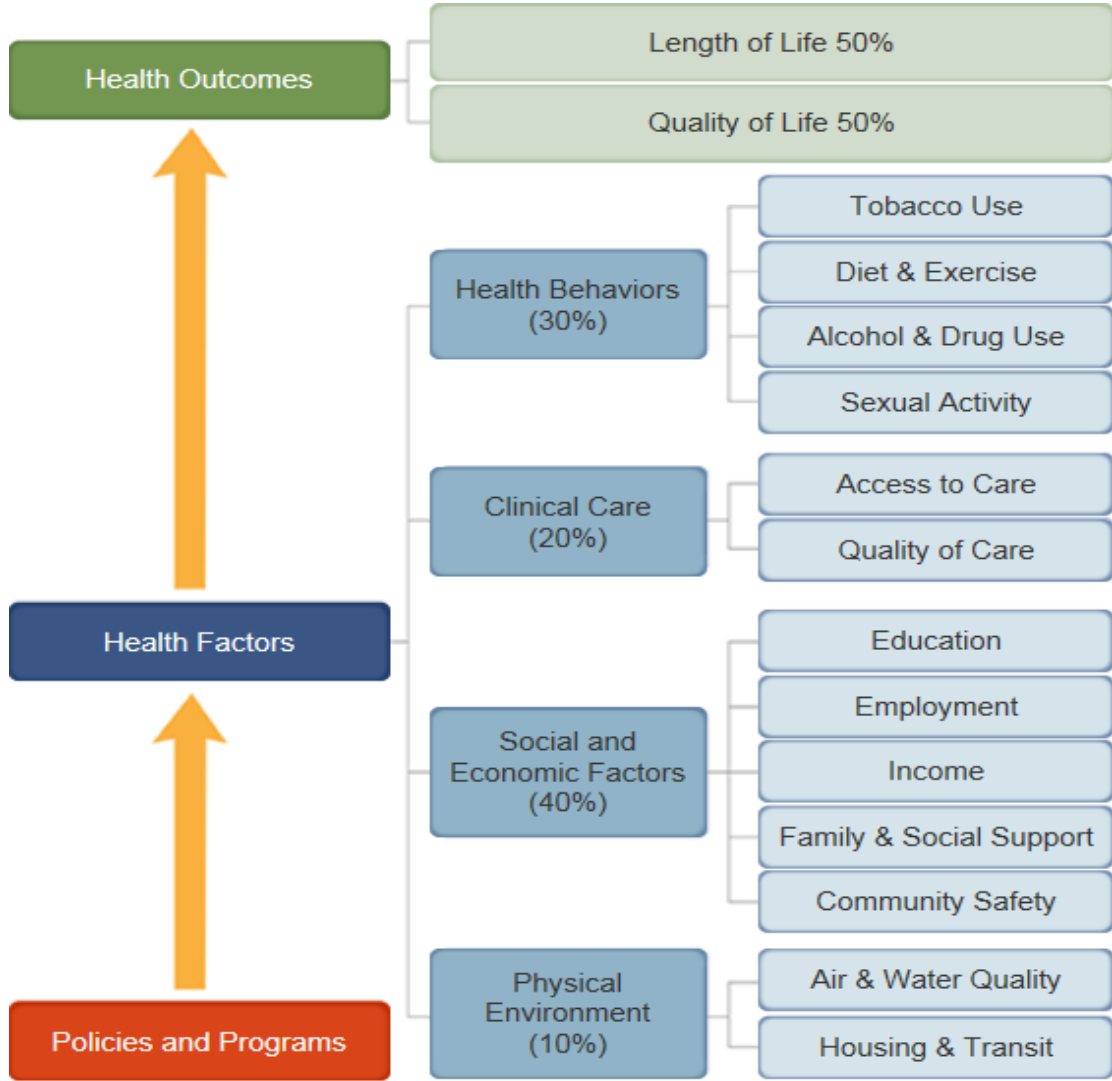 Health Outcomes
Length of Life 50%
Quality of Life 50%
Health Factors
Health Behaviors
(30%)
Tobacco Use
Diet & Exercise
Alcohol & Drug Use
Sexual Activity
Clinical Care
(20%)
Access to Care
Quality of Care
Social and
Economic Factors
(40%)
Education
Employment
Income
Family & Social Support
Community Safety
Physical
Environment
(10%)
Air & Water Quality
Housing & Transit
Policies and Programs